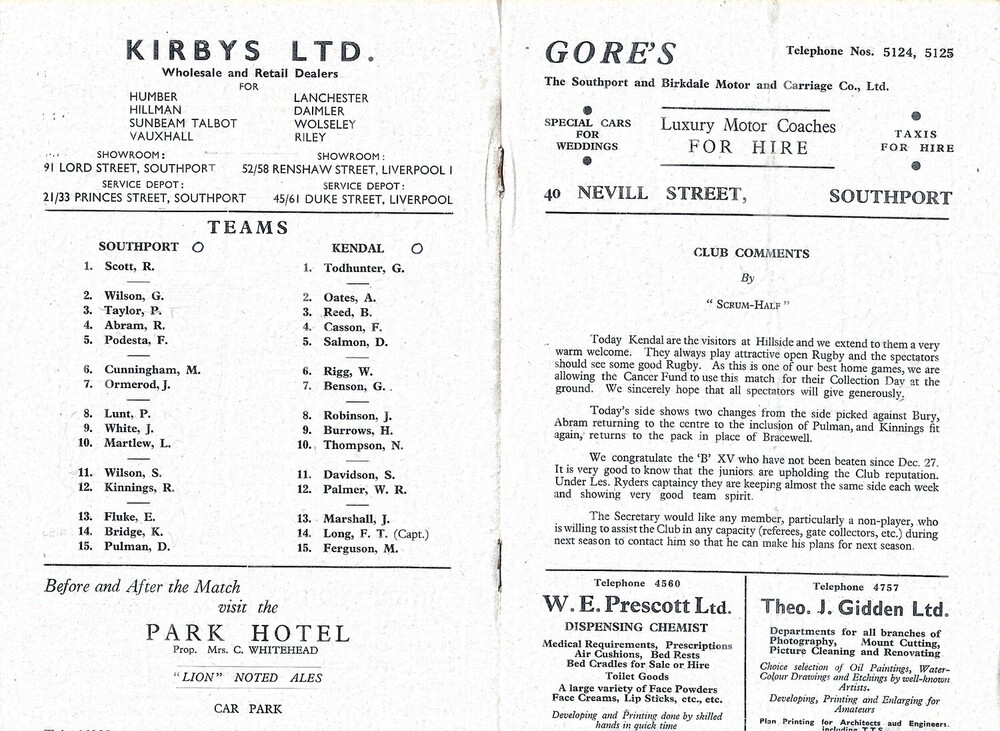 KIRBYS LTD.
Wholesale and Retail Dealers
FOR
HUMBER LANCHESTER
HILLMAN DAIMLER
SUNBEAM TALBOT WOLSELEY
VAUXHALL RILEY
SHOWROOM: SHOWROOM:
91 LORD STREET, SOUTHPORT 52/58 RENSHAW STREET, LIVERPOOL 1
SERVICE DEPOT: SERVICE DEPOT:
21/33 PRINCES STREET, SOUTHPORT 45/61 DUKE STREET, LIVERPOOL
TEAMS
SOUTHPORT O KENDAL O
1. Scott, R. 1. Todhunter, G.
2. Wilson, G. 2. Oates, A.
3. Taylor, P. 3. Reed, B.
4. Abram, R. 4. Casson, F.
5. Podesta, F. 5. Salmon, D.
6. Cunningham, M. 6. Rigg, W.
7. Ormerod, J. 7. Benson, G.
8. Lunt, P. 8. Robinson, J.
9. White, J. 9. Burrows, H.
10. Martlew, L. 10. Thompson, N.
11. Wilson, S. 11. Davidson, S.
12. Kinnings, R. 12. Palmer, W. R.
13. Fluke, E. 13. Marshall, J.
14. Bridge, K. 14. Long, F. T. (Capt.)
15. Pulman, D. 15. Ferguson, M.
Before and After the Match
visit the
PARK HOTEL
Prop. Mrs. C. WHITEHEAD
"LION" NOTED ALES
CAR PARK
GORE'S Telephone Nos. 5124, 5125
The Southport and Birkdale Motor and Carriage Co., Ltd.
SPECIAL CARS
FOR
WEDDINGS
Luxury Motor Coaches
FOR HIRE
TAXIS
FOR HIRE
40 NEVILL STREET, SOUTHPORT
CLUB COMMENTS
By
"SCRUM-HALF"
Today Kendal are the visitors at Hillside and we extend to them a very
warm welcome. They always play attractive open Rugby and the spectators
should see some good Rugby. As this is one of our best home games, we are
allowing the Cancer Fund to use this match for their Collection Day at the
ground. We sincerely hope that all spectators will give generously.
Today's side shows two changes from the side picked against Bury,
Abram returning to the centre to the inclusion of Pulman, and Kinnings fit
again, returns to the pack in place of Bracewell.
We congratulate the 'B' XV who have not been beaten since Dec. 27.
It is very good to know that the juniors are upholding the Club reputation.
Under Les. Ryders captaincy they are keeping almost the same side each week
and showing very good team spirit.
The Secretary would like any member, particularly a non-player, who
is willing to assist the Club in any capacity (referees, gate collectors, etc.) during
next season to contact him so that he can make his plans for next season.
Telephone 4560
W. E. Prescott Ltd.
DISPENSING CHEMIST
Medical Requirements, Prescriptions
Air Cushions, Bed Rests
Bed Cradles for Sale or Hire
Toilet Goods
A large variety of Face Powders
Face Creams, Lip Sticks, etc., etc.
Developing and Printing done by skilled
hands in quick time
Telephone 4757
Theo. J. Gidden Ltd.
Departments for all branches of
Photography, Mount Cutting,
Picture Cleaning and Renovating
Choice selection of Oil Paintings, Water-
Colour Drawings and Etchings by well-known
Artists.
Developing, Printing and Enlarging for
Amateurs
Plan Printing for Architects aud Engineers.
including T.T.S.